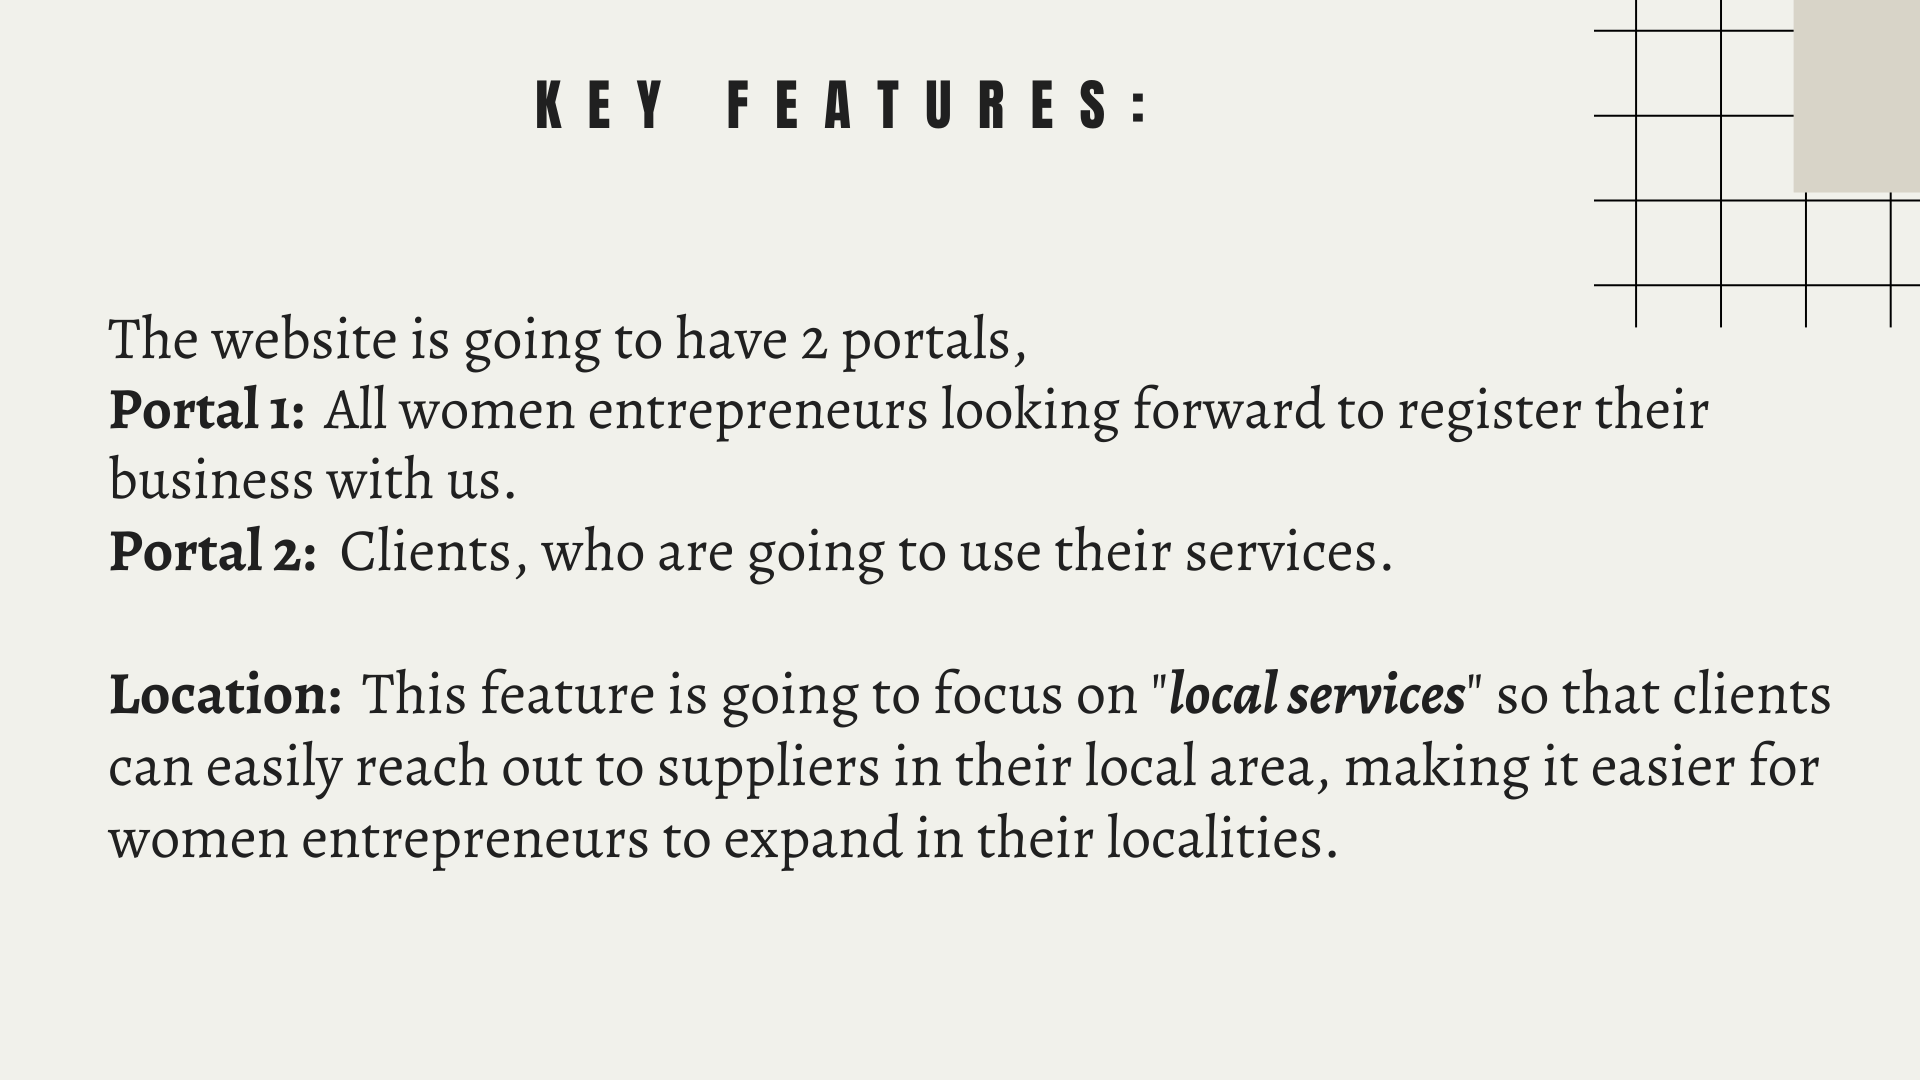 KEY FEATURES:
The website is going to have 2 portals,
Portal 1: All women entrepreneurs looking forward to register their
business with us.
Portal 2: Clients, who are going to use their services.
Location: This feature is going to focus on "local services" so that clients
can easily reach out to suppliers in their local area, making it easier for
women entrepreneurs to expand in their localities.